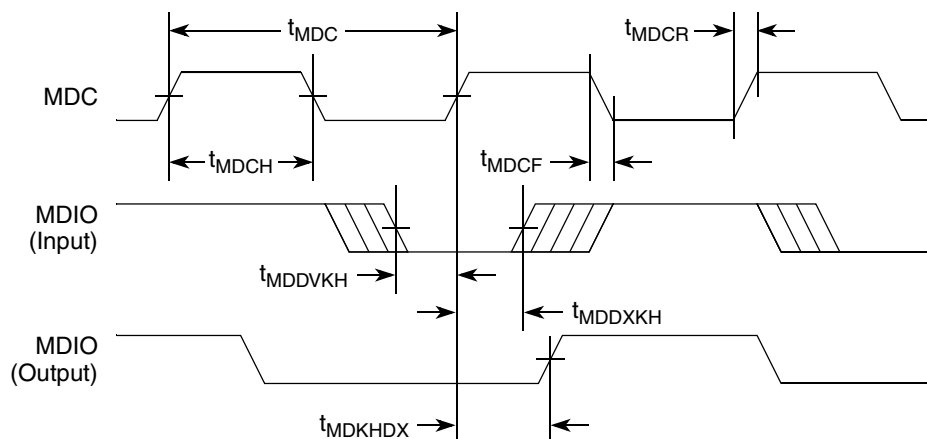 tMDC
tMDCR
MDC
tMDCH
tMDCF
MDIO
(Input)
tMDDVKH
tMDDXKH
MDIO
(Output)
tMDKHDX